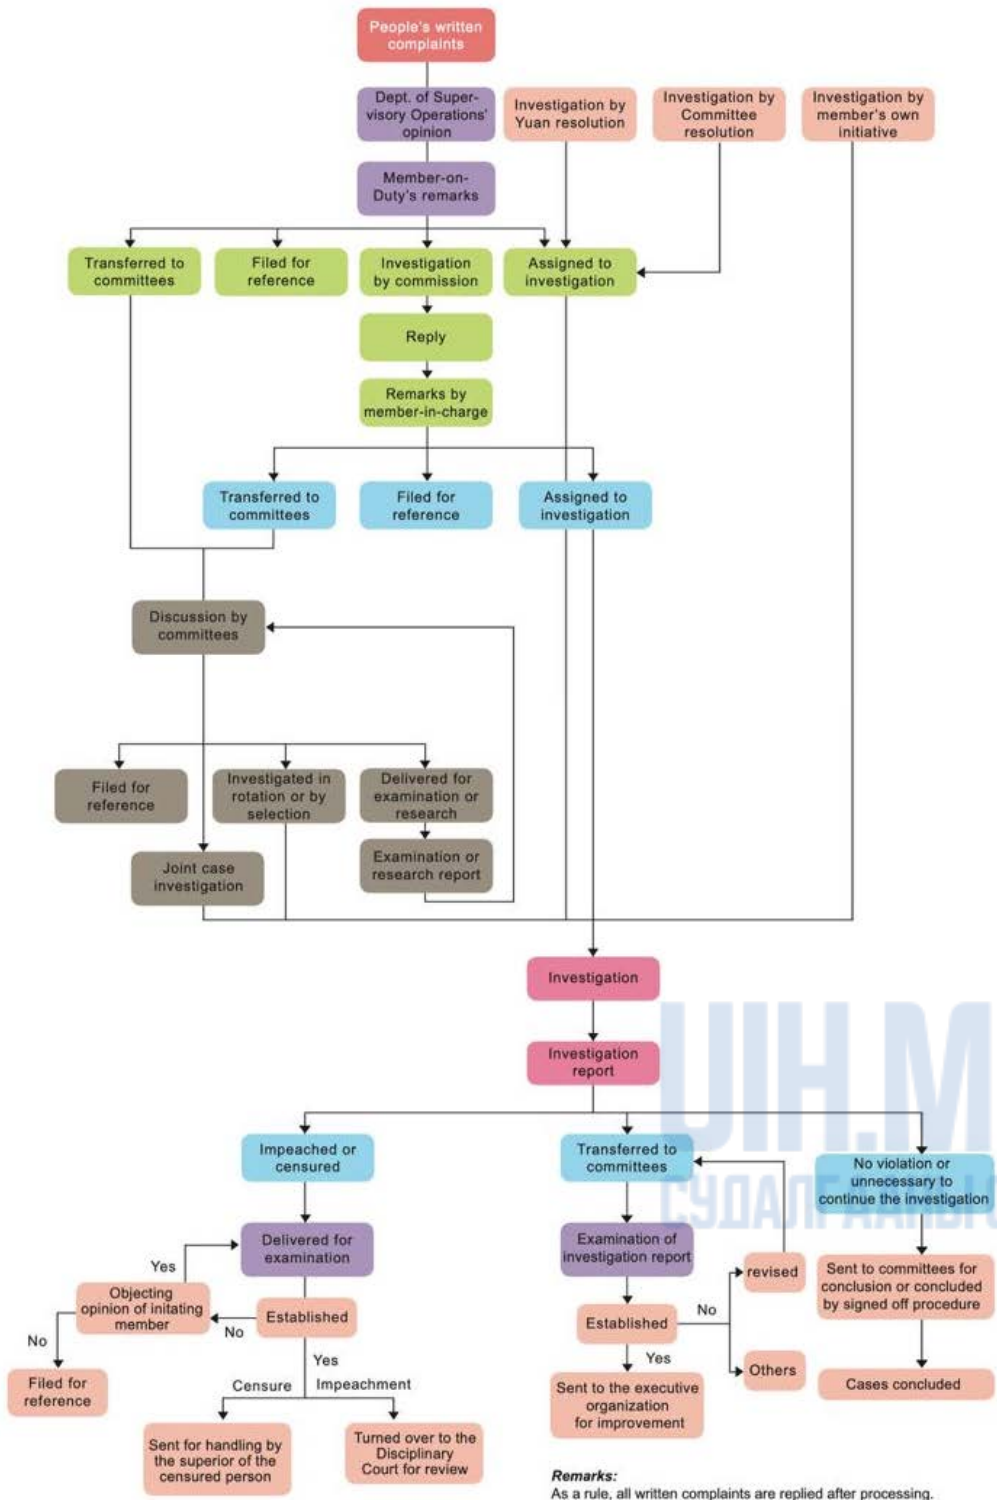 People's written
complaints
Dept. of Super-
visory Operations'
opinion
Investigation by
Yuan resolution
Investigation by
Committee
resolution
Investigation by
member's own
initiative
Member-on-
Duty's remarks
Transferred to
committees
Filed for
reference
Investigation
by commission
Assigned to
investigation
Reply
Remarks by
member-in-charge
Transferred to
committees
Filed for
reference
Assigned to
investigation
Discussion by
committees
Filed for
reference
Investigated in
rotation or by
selection
Delivered for
examination or
research
Joint case
investigation
Examination or
research report
Investigation
Investigation
report
UIH.M
Impeached or
censured
Transferred to
committees
No violation or
unnecessary to
continue the investigation
Delivered for
examination
Examination of
investigation report
Yes
Objecting
opinion of initating
member
No
Established
No
Filed for
reference
Yes
Censure
Impeachment
Sent for handling by
the superior of the
censured person
Turned over to the
Disciplinary
Court for review
Established
No
revised
Others
Yes
Sent to the executive
organization
for improvement
Sent to committees for
conclusion or concluded
by signed off procedure
Cases concluded
Remarks:
As a rule, all written complaints are replied after processing.